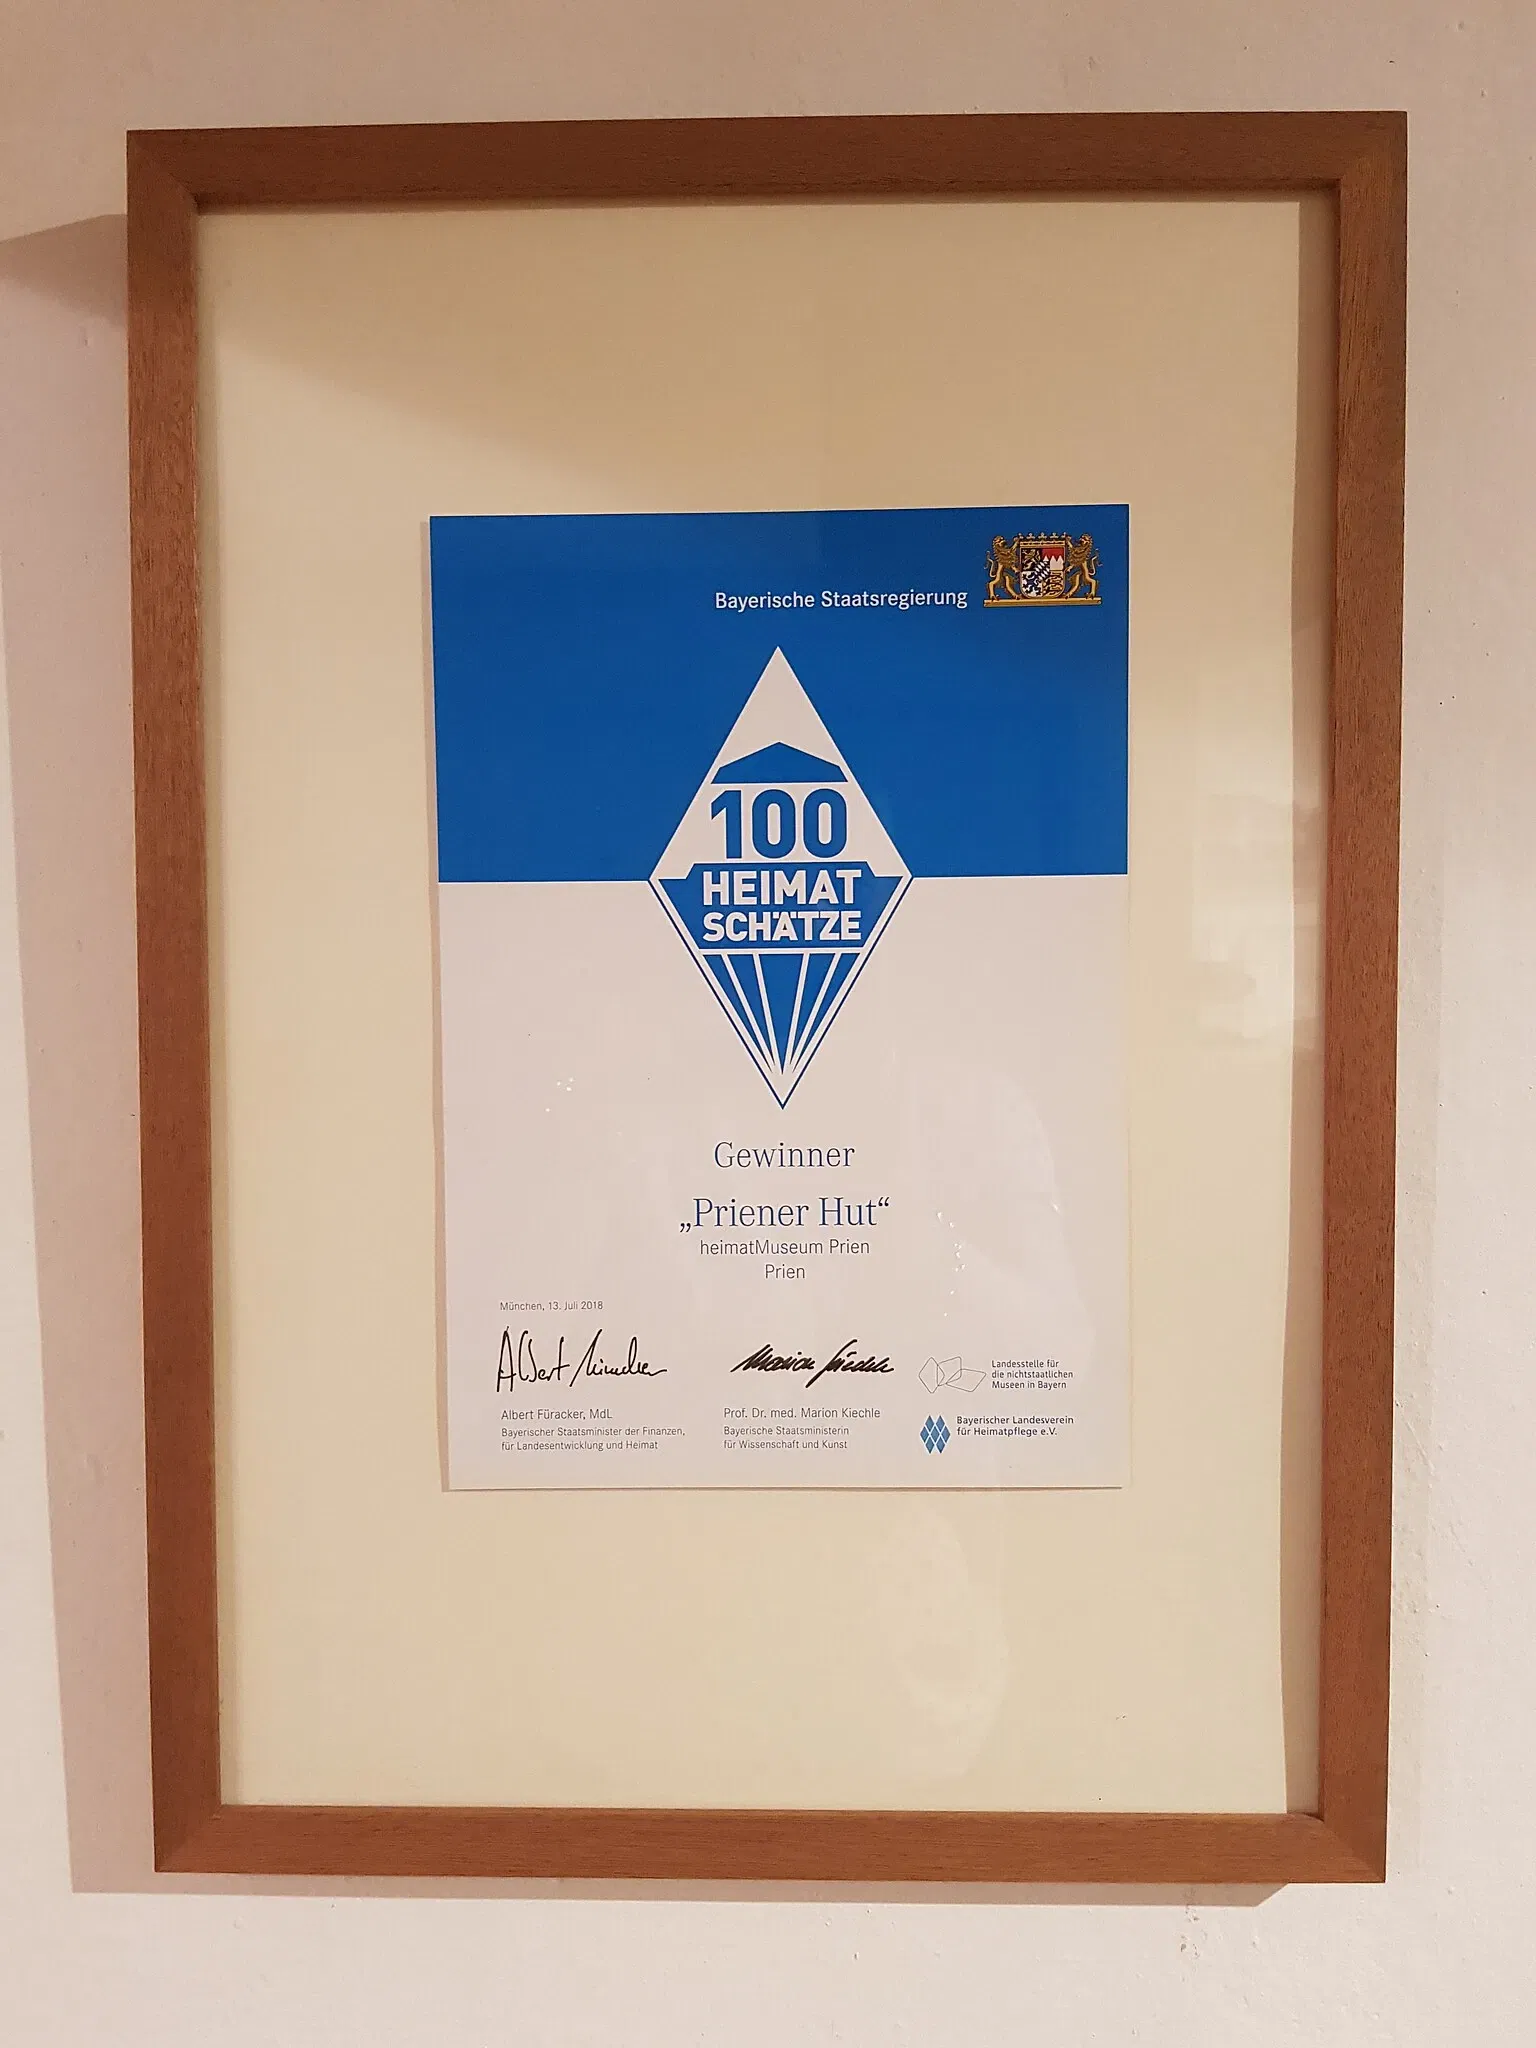 Bayerische Staatsregierung
100
HEIMAT
SCHÄTZE
Gewinner
„Priener Hut“
heimatMuseum Prien
Prien
München, 13. Juli 2018
Albert Füracker, MdL
Bayerischer Staatsminister der Finanzen,
für Landesentwicklung und Heimat
Prof. Dr. med. Marion Kiechle
Bayerische Staatsministerin
für Wissenschaft und Kunst
Landesstelle für
die nichtstaatlichen
Museen in Bayern
Bayerischer Landesverein
für Heimatpflege e.V.